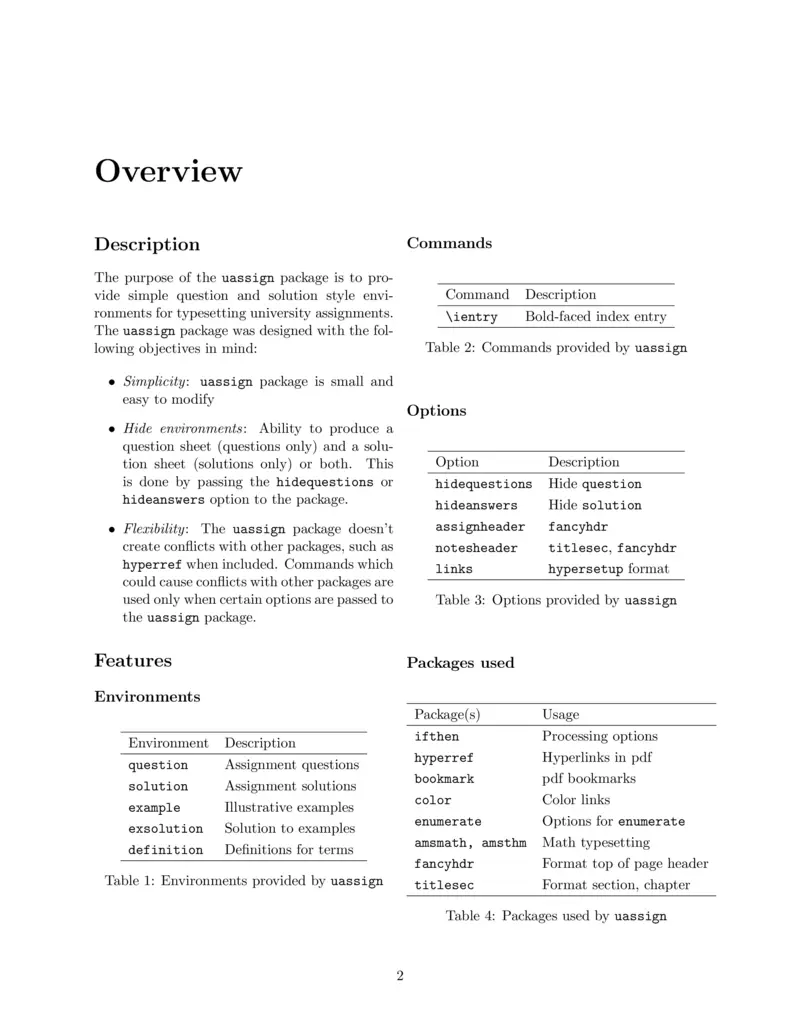 Overview
Description
The purpose of the uassign package is to pro-
vide simple question and solution style envi-
ronments for typesetting university assignments.
The uassign package was designed with the fol-
lowing objectives in mind:
• Simplicity: uassign package is small and
easy to modify
• Hide environments: Ability to produce a
question sheet (questions only) and a solu-
tion sheet (solutions only) or both. This
is done by passing the hidequestions or
hideanswers option to the package.
• Flexibility: The uassign package doesn't
create conflicts with other packages, such as
hyperref when included. Commands which
could cause conflicts with other packages are
used only when certain options are passed to
the uassign package.
Features
Environments
Environment Description
question Assignment questions
solution Assignment solutions
example Illustrative examples
exsolution Solution to examples
definition Definitions for terms
Table 1: Environments provided by uassign
Commands
Command Description
\ientry Bold-faced index entry
Table 2: Commands provided by uassign
Options
Option Description
hidequestions Hide question
hideanswers Hide solution
assignheader fancyhdr
notesheader titlesec, fancyhdr
links hypersetup format
Table 3: Options provided by uassign
Packages used
Package(s) Usage
ifthen Processing options
hyperref Hyperlinks in pdf
bookmark pdf bookmarks
color Color links
enumerate Options for enumerate
amsmath, amsthm Math typesetting
fancyhdr Format top of page header
titlesec Format section, chapter
Table 4: Packages used by uassign
2